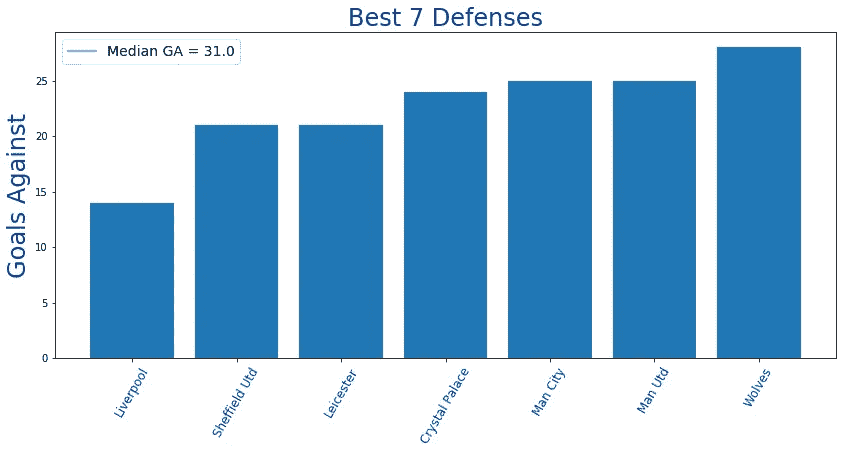 Best 7 Defenses
Median GA = 31.0
Goals Against
25
20
15
10
5
0
Liverpool
Sheffield Utd
Leicester
Crystal Palace
Man City
Man Utd
Wolves